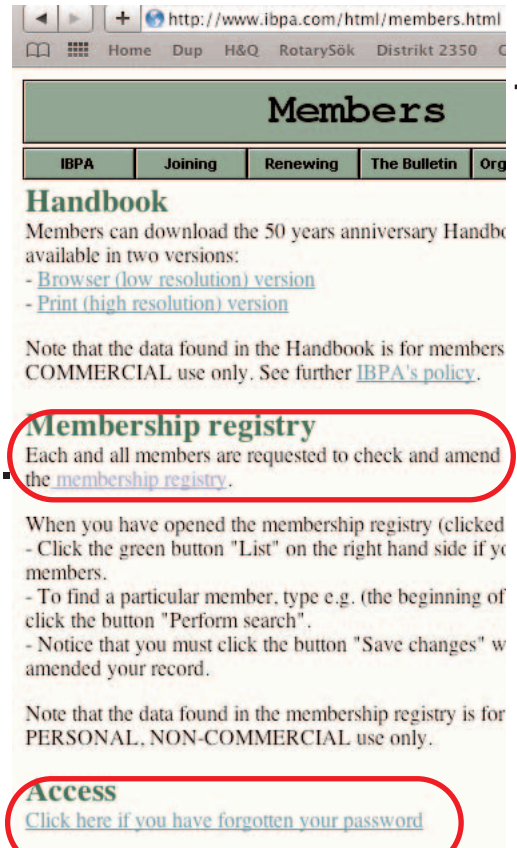 http://www.ibpa.com/html/members.html
Home Dup H&Q RotarySök Distrikt 2350
Members
IBPA Joining Renewing The Bulletin Org
Handbook
Members can download the 50 years anniversary Handbo
available in two versions:
- Browser (low resolution) version
- Print (high resolution) version
Note that the data found in the Handbook is for members
COMMERCIAL use only. See further IBPA's policy.
Membership registry
Each and all members are requested to check and amend
the membership registry.
When you have opened the membership registry (clicked
- Click the green button "List" on the right hand side if yo
members.
- To find a particular member, type e.g. (the beginning of
click the button "Perform search".
- Notice that you must click the button "Save changes" w
amended your record.
Note that the data found in the membership registry is for
PERSONAL, NON-COMMERCIAL use only.
Access
Click here if you have forgotten your password